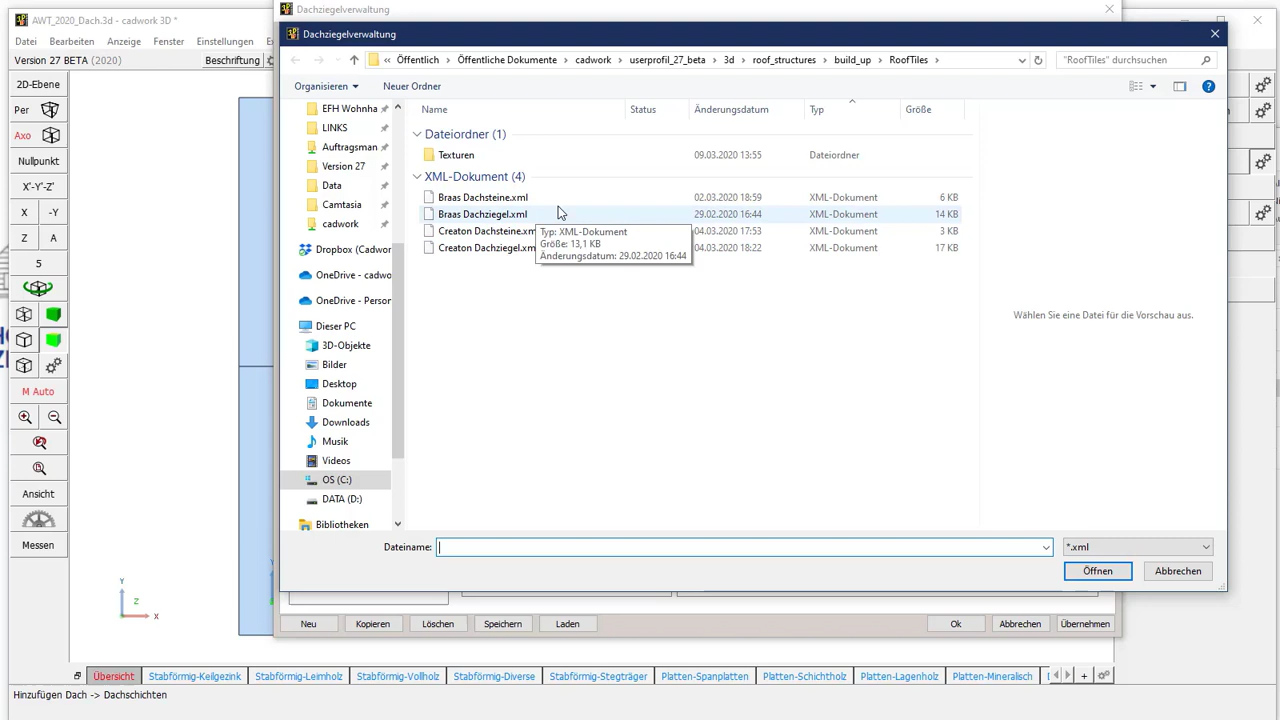 AWT_2020_Dach.3d - cadwork 3D *
Datei Bearbeiten Anzeige Fenster Einstellungen
Version 27 BETA (2020) Beschriftung
2D-Ebene
Per
Axo
Nullpunkt
X'-Y'-Z'
X -Y
Z A
5
M Auto
Ansicht
Messen
Dachziegelverwaltung
Dachziegelverwaltung
« Öffentlich › Öffentliche Dokumente › cadwork › userprofil_27_beta › 3d › roof_structures › build_up › RoofTiles ›
"RoofTiles" durchsuchen
Organisieren Neuer Ordner
EFH Wohnha
LINKS
Auftragsman
Version 27
Data
Camtasia
cadwork
Dropbox (Cadwo
OneDrive - cadwo
OneDrive - Person
Dieser PC
3D-Objekte
Bilder
Desktop
Dokumente
Downloads
Musik
Videos
OS (C:)
DATA (D:)
Bibliotheken
Name Status Änderungsdatum Typ Größe
Dateiordner (1)
Texturen 09.03.2020 13:55 Dateiordner
XML-Dokument (4)
Braas Dachsteine.xml 02.03.2020 18:59 XML-Dokument 6 KB
Braas Dachziegel.xml 29.02.2020 16:44 XML-Dokument 14 KB
Creaton Dachsteine.xm 04.03.2020 17:53 XML-Dokument 3 KB
Creaton Dachziegel.xm 04.03.2020 18:22 XML-Dokument 17 KB
Typ: XML-Dokument
Größe: 13,1 KB
Änderungsdatum: 29.02.2020 16:44
Wählen Sie eine Datei für die Vorschau aus.
Dateiname: *.xml
Öffnen Abbrechen
Neu Kopieren Löschen Speichern Laden Ok Abbrechen Übernehmen
Y
Z
X
Übersicht Stabförmig-Keilgezink Stabförmig-Leimholz Stabförmig-Vollholz Stabförmig-Diverse Stabförmig-Stegträger Platten-Spanplatten Platten-Schichtholz Platten-Lagenholz Platten-Mineralisch
Hinzufügen Dach -> Dachschichten